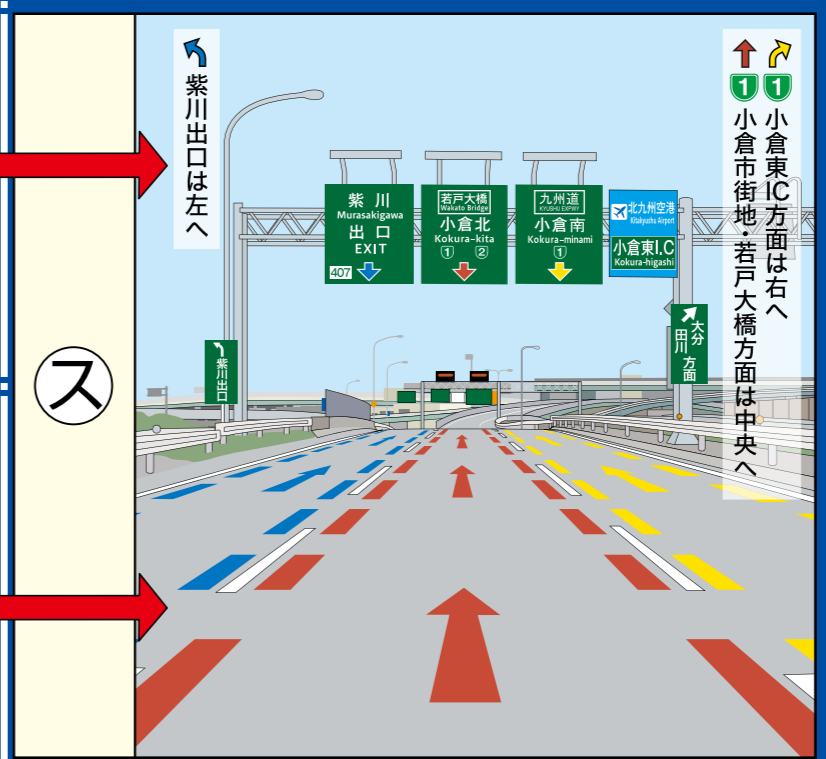 ス
紫川出口は左へ
1 小倉東IC方面は右へ
1 小倉市街地・若戸大橋方面は中央へ
紫川
Murasakigawa
出口
EXIT
407
若戸大橋
Wakato Bridge
小倉北
Kokura-kita
1 2
九州道
KYUSHU EXPWY
小倉南
Kokura-minami
1
北九州空港
Kitakyushu Airport
小倉東I.C
Kokura-higashi
紫川出口
大分
田川
方面